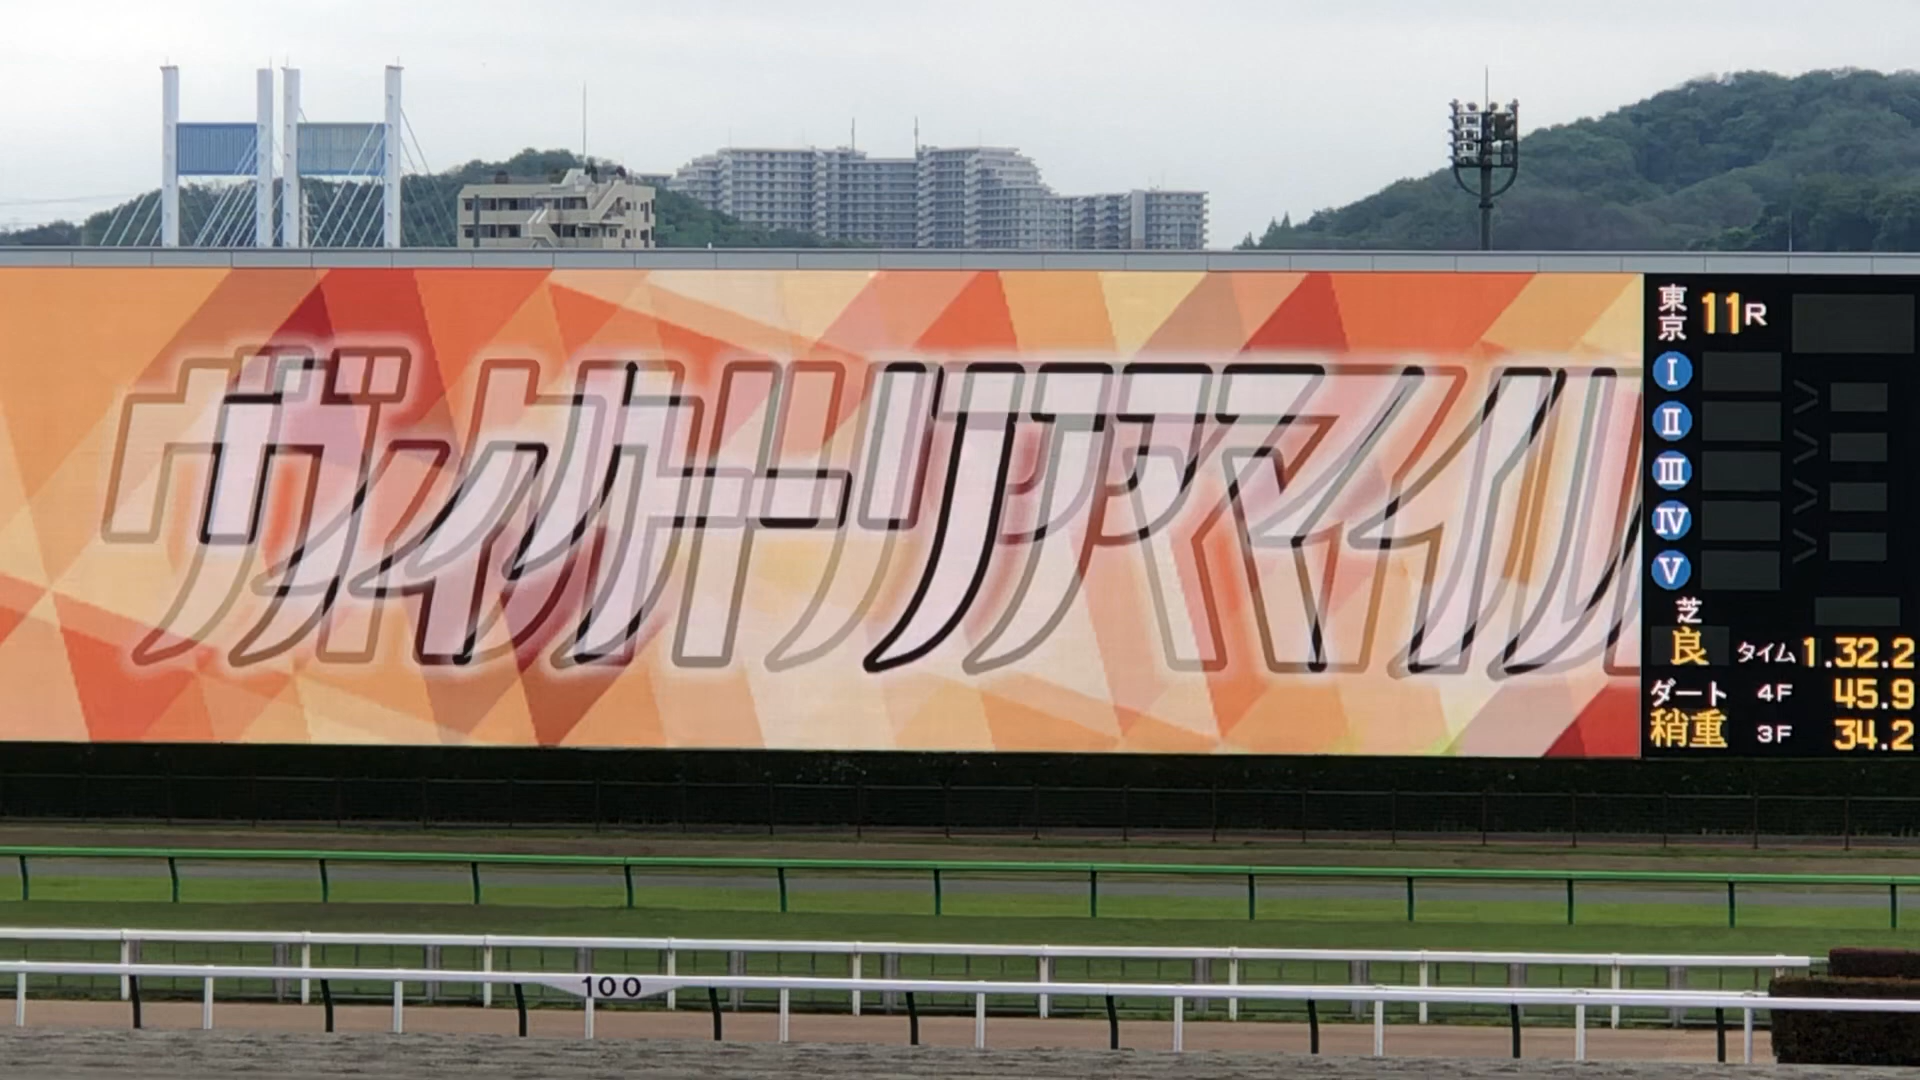 ヴィクトリアマイル
東京 11R
I
II
III
IV
V
芝
良 タイム 1.32.2
ダート 4F 45.9
稍重 3F 34.2
100